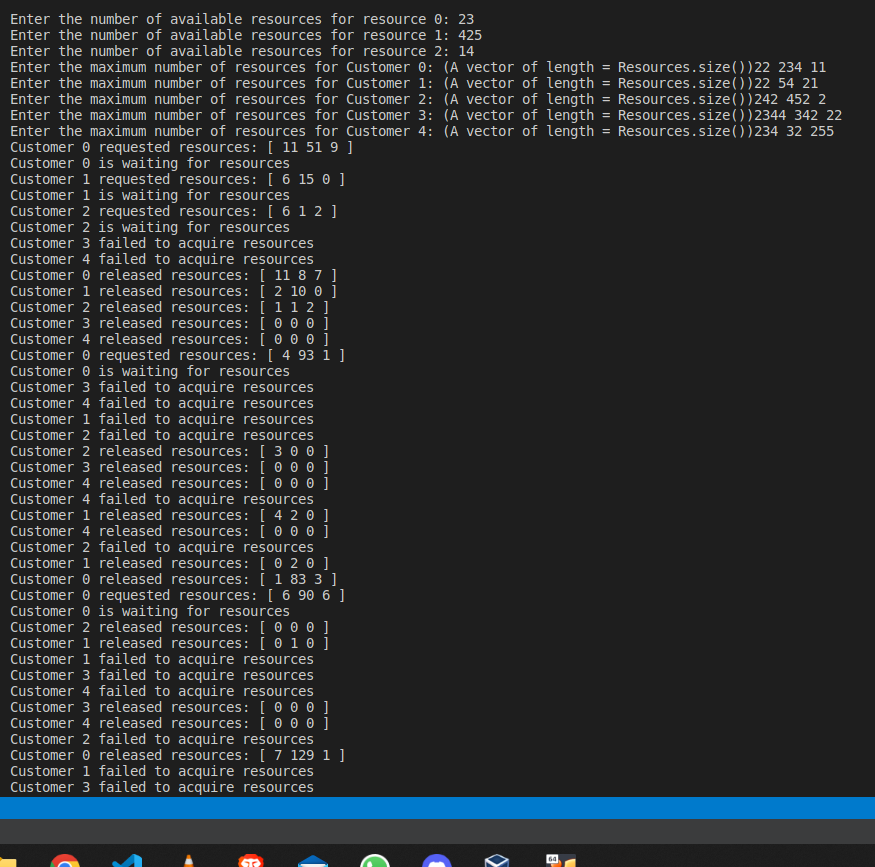 Enter the number of available resources for resource 0: 23
Enter the number of available resources for resource 1: 425
Enter the number of available resources for resource 2: 14
Enter the maximum number of resources for Customer 0: (A vector of length = Resources.size())22 234 11
Enter the maximum number of resources for Customer 1: (A vector of length = Resources.size())22 54 21
Enter the maximum number of resources for Customer 2: (A vector of length = Resources.size())242 452 2
Enter the maximum number of resources for Customer 3: (A vector of length = Resources.size())2344 342 22
Enter the maximum number of resources for Customer 4: (A vector of length = Resources.size())234 32 255
Customer 0 requested resources: [ 11 51 9 ]
Customer 0 is waiting for resources
Customer 1 requested resources: [ 6 15 0 ]
Customer 1 is waiting for resources
Customer 2 requested resources: [ 6 1 2 ]
Customer 2 is waiting for resources
Customer 3 failed to acquire resources
Customer 4 failed to acquire resources
Customer 0 released resources: [ 11 8 7 ]
Customer 1 released resources: [ 2 10 0 ]
Customer 2 released resources: [ 1 1 2 ]
Customer 3 released resources: [ 0 0 0 ]
Customer 4 released resources: [ 0 0 0 ]
Customer 0 requested resources: [ 4 93 1 ]
Customer 0 is waiting for resources
Customer 3 failed to acquire resources
Customer 4 failed to acquire resources
Customer 1 failed to acquire resources
Customer 2 failed to acquire resources
Customer 2 released resources: [ 3 0 0 ]
Customer 3 released resources: [ 0 0 0 ]
Customer 4 released resources: [ 0 0 0 ]
Customer 4 failed to acquire resources
Customer 1 released resources: [ 4 2 0 ]
Customer 4 released resources: [ 0 0 0 ]
Customer 2 failed to acquire resources
Customer 1 released resources: [ 0 2 0 ]
Customer 0 released resources: [ 1 83 3 ]
Customer 0 requested resources: [ 6 90 6 ]
Customer 0 is waiting for resources
Customer 2 released resources: [ 0 0 0 ]
Customer 1 released resources: [ 0 1 0 ]
Customer 1 failed to acquire resources
Customer 3 failed to acquire resources
Customer 4 failed to acquire resources
Customer 3 released resources: [ 0 0 0 ]
Customer 4 released resources: [ 0 0 0 ]
Customer 2 failed to acquire resources
Customer 0 released resources: [ 7 129 1 ]
Customer 1 failed to acquire resources
Customer 3 failed to acquire resources
64